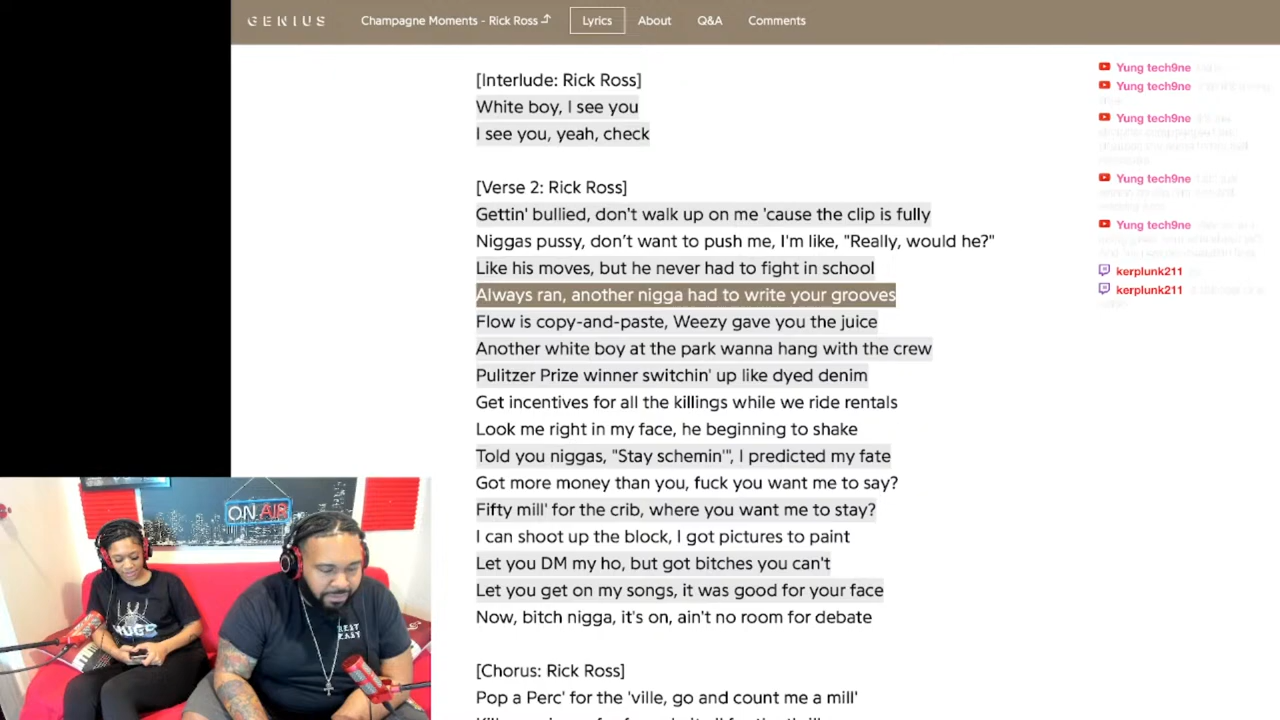 GENIUS
Champagne Moments - Rick Ross
Lyrics
About
Q&A
Comments
[Interlude: Rick Ross]
White boy, I see you
I see you, yeah, check
[Verse 2: Rick Ross]
Gettin' bullied, don't walk up on me 'cause the clip is fully
Niggas pussy, don't want to push me, I'm like, "Really, would he?"
Like his moves, but he never had to fight in school
Always ran, another nigga had to write your grooves
Flow is copy-and-paste, Weezy gave you the juice
Another white boy at the park wanna hang with the crew
Pulitzer Prize winner switchin' up like dyed denim
Get incentives for all the killings while we ride rentals
Look me right in my face, he beginning to shake
Told you niggas, "Stay schemin'", I predicted my fate
Got more money than you, fuck you want me to say?
Fifty mill' for the crib, where you want me to stay?
I can shoot up the block, I got pictures to paint
Let you DM my ho, but got bitches you can't
Let you get on my songs, it was good for your face
Now, bitch nigga, it's on, ain't no room for debate
[Chorus: Rick Ross]
Pop a Perc' for the 'ville, go and count me a mill'
Yung tech9ne
Yung tech9ne
Yung tech9ne
Yung tech9ne
Yung tech9ne
kerplunk211
kerplunk211
ON AIR